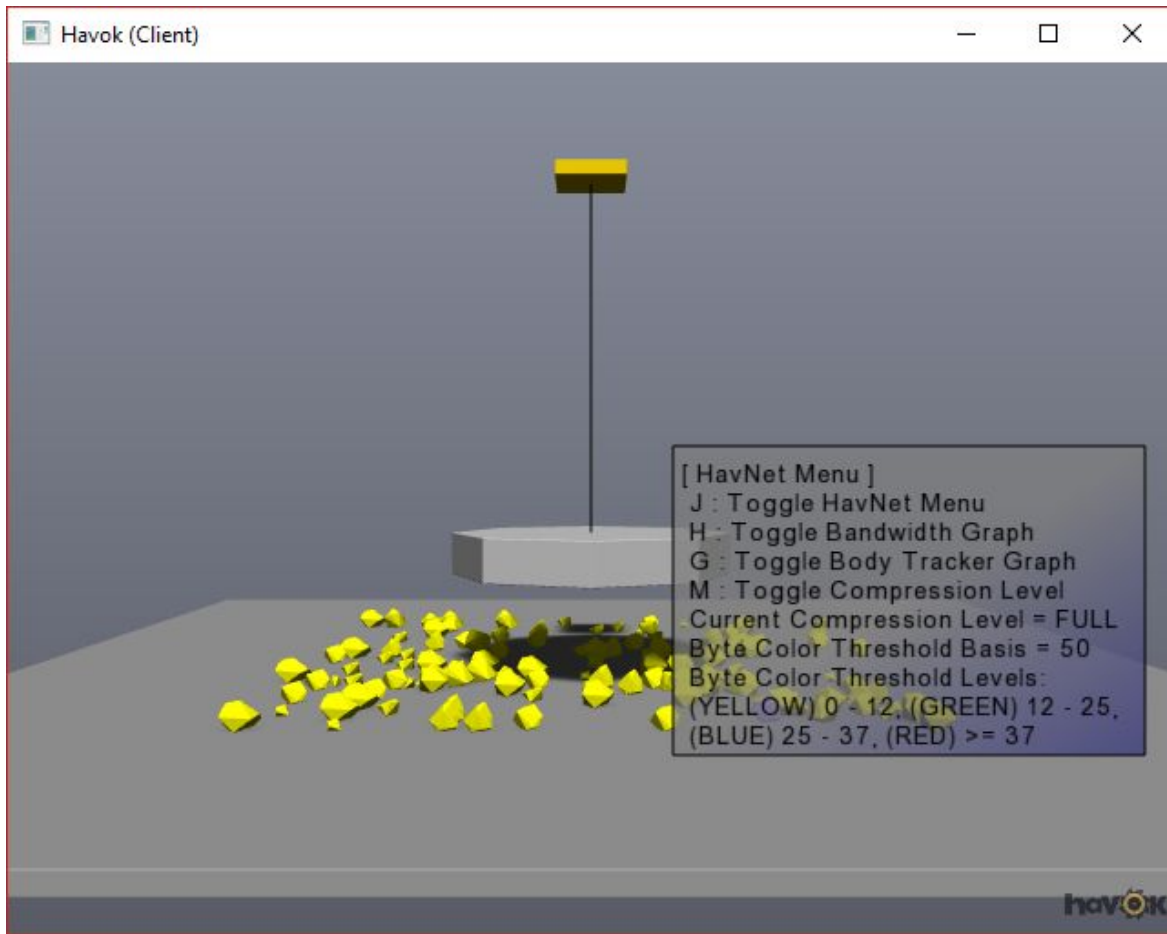 Havok (Client)
[ HavNet Menu ]
J : Toggle HavNet Menu
H : Toggle Bandwidth Graph
G : Toggle Body Tracker Graph
M : Toggle Compression Level
Current Compression Level = FULL
Byte Color Threshold Basis = 50
Byte Color Threshold Levels:
(YELLOW) 0 - 12, (GREEN) 12 - 25,
(BLUE) 25 - 37, (RED) >= 37
havok